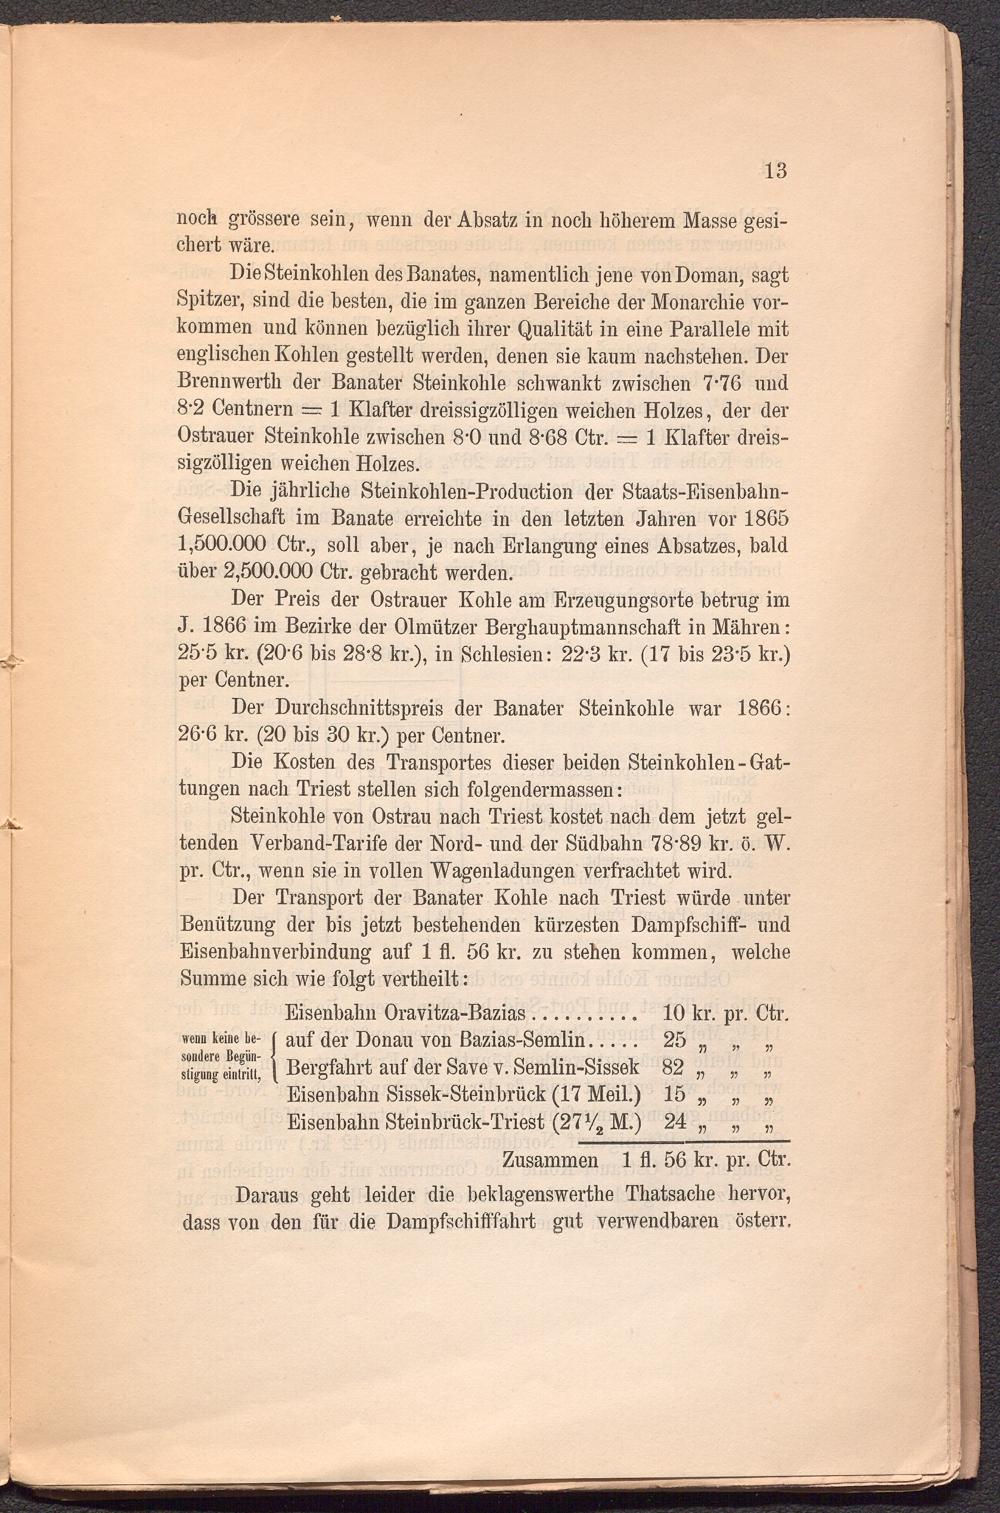 13
noch grössere sein, wenn der Absatz in noch höherem Masse gesi-
chert wäre.
Die Steinkohlen des Banates, namentlich jene von Doman, sagt
Spitzer, sind die besten, die im ganzen Bereiche der Monarchie vor-
kommen und können bezüglich ihrer Qualität in eine Parallele mit
englischen Kohlen gestellt werden, denen sie kaum nachstehen. Der
Brennwerth der Banater Steinkohle schwankt zwischen 7·76 und
8·2 Centnern = 1 Klafter dreissigzölligen weichen Holzes, der der
Ostrauer Steinkohle zwischen 8·0 und 8·68 Ctr. = 1 Klafter dreis-
sigzölligen weichen Holzes.
Die jährliche Steinkohlen-Production der Staats-Eisenbahn-
Gesellschaft im Banate erreichte in den letzten Jahren vor 1865
1,500.000 Ctr., soll aber, je nach Erlangung eines Absatzes, bald
über 2,500.000 Ctr. gebracht werden.
Der Preis der Ostrauer Kohle am Erzeugungsorte betrug im
J. 1866 im Bezirke der Olmützer Berghauptmannschaft in Mähren:
25·5 kr. (20·6 bis 28·8 kr.), in Schlesien: 22·3 kr. (17 bis 23·5 kr.)
per Centner.
Der Durchschnittspreis der Banater Steinkohle war 1866:
26·6 kr. (20 bis 30 kr.) per Centner.
Die Kosten des Transportes dieser beiden Steinkohlen-Gat-
tungen nach Triest stellen sich folgendermassen:
Steinkohle von Ostrau nach Triest kostet nach dem jetzt gel-
tenden Verband-Tarife der Nord- und der Südbahn 78·89 kr. ö. W.
pr. Ctr., wenn sie in vollen Wagenladungen verfrachtet wird.
Der Transport der Banater Kohle nach Triest würde unter
Benützung der bis jetzt bestehenden kürzesten Dampfschiff- und
Eisenbahnverbindung auf 1 fl. 56 kr. zu stehen kommen, welche
Summe sich wie folgt vertheilt:
Eisenbahn Oravitza-Bazias .......... 10 kr. pr. Ctr.
wenn keine be-
sondere Begün-
stigung eintritt,
auf der Donau von Bazias-Semlin..... 25 „ „ „
Bergfahrt auf der Save v. Semlin-Sissek 82 „ „ „
Eisenbahn Sissek-Steinbrück (17 Meil.) 15 „ „ „
Eisenbahn Steinbrück-Triest (27½ M.) 24 „ „ „
Zusammen 1 fl. 56 kr. pr. Ctr.
Daraus geht leider die beklagenswerthe Thatsache hervor,
dass von den für die Dampfschifffahrt gut verwendbaren österr.